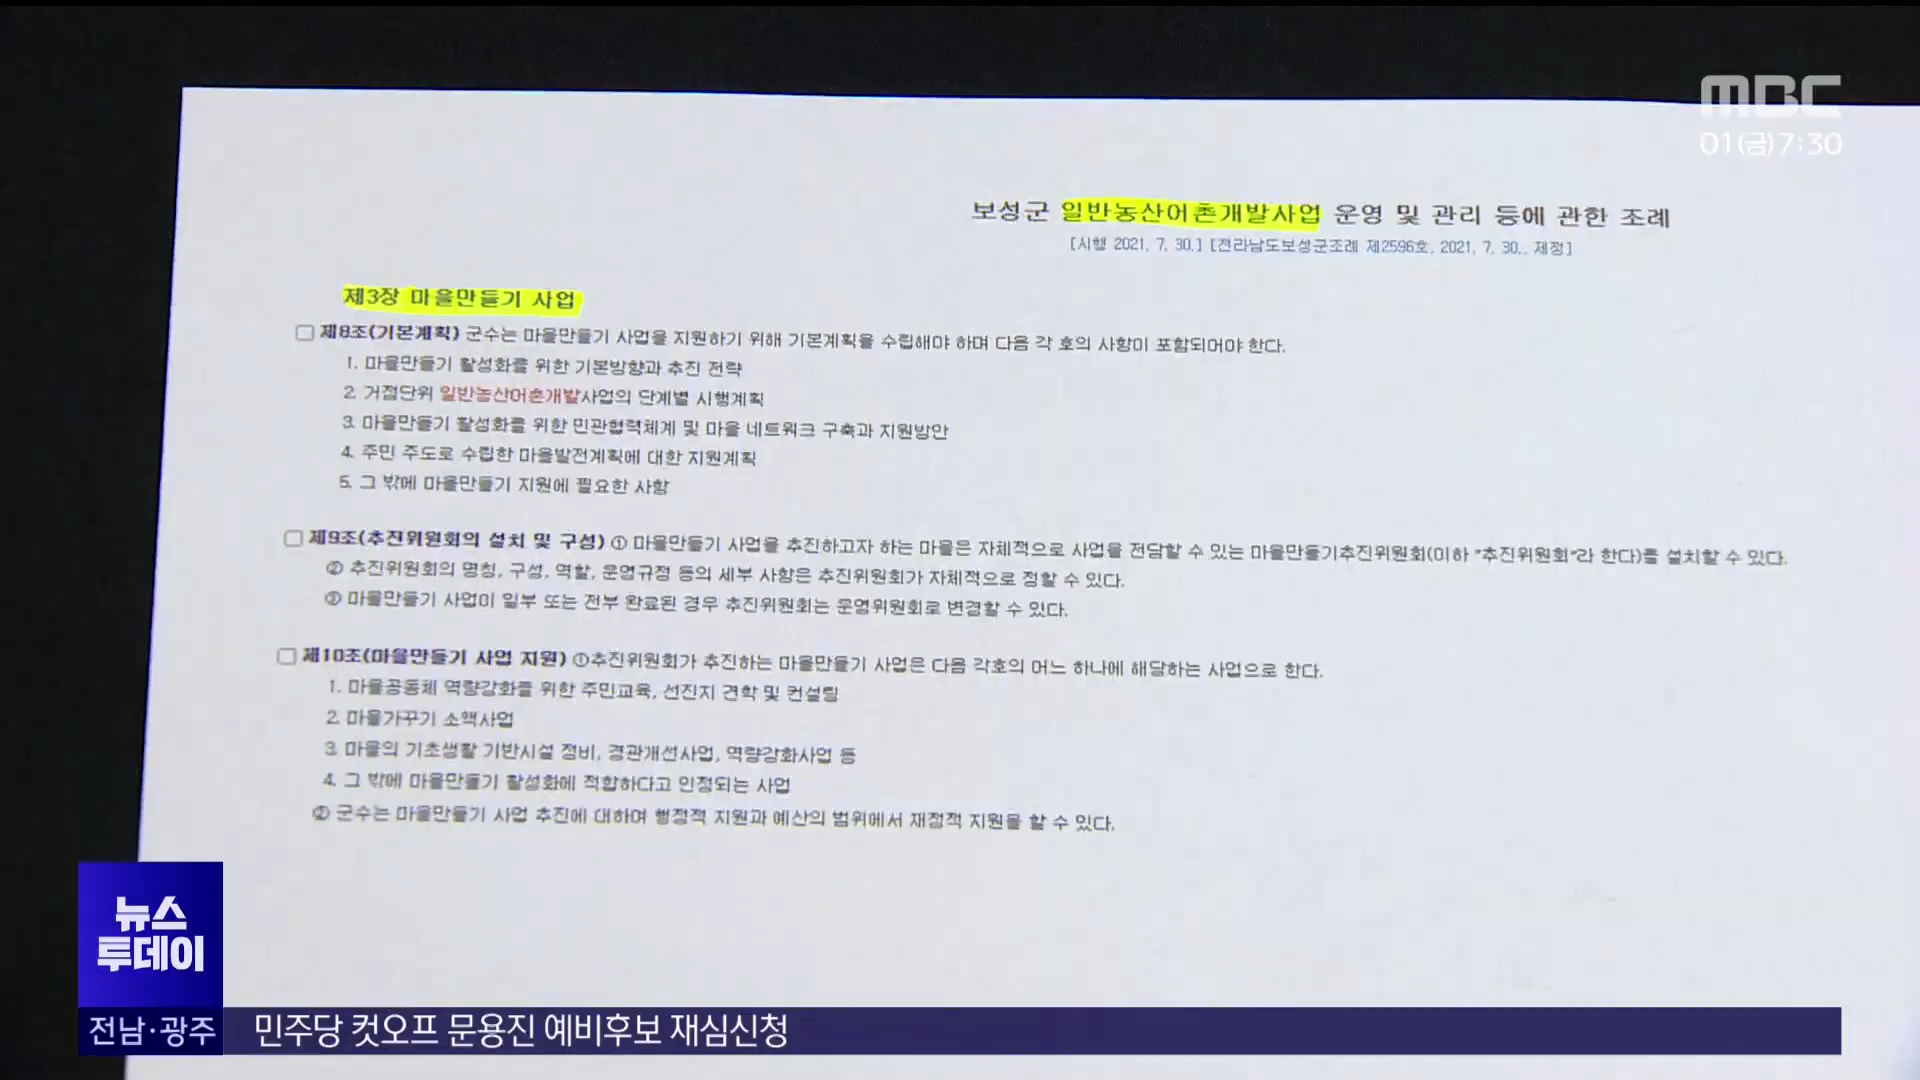 MBC
01(금)7:30
보성군 일반농산어촌개발사업 운영 및 관리 등에 관한 조례
[시행 2021. 7. 30.] [전라남도보성군조례 제2596호, 2021. 7. 30., 제정]
제3장 마을만들기 사업
제8조(기본계획) 군수는 마을만들기 사업을 지원하기 위해 기본계획을 수립해야 하며 다음 각 호의 사항이 포함되어야 한다.
1. 마을만들기 활성화를 위한 기본방향과 추진 전략
2. 거점단위 일반농산어촌개발사업의 단계별 시행계획
3. 마을만들기 활성화를 위한 민관협력체계 및 마을 네트워크 구축과 지원방안
4. 주민 주도로 수립한 마을발전계획에 대한 지원계획
5. 그 밖에 마을만들기 지원에 필요한 사항
제9조(추진위원회의 설치 및 구성) ① 마을만들기 사업을 추진하고자 하는 마을은 자체적으로 사업을 전담할 수 있는 마을만들기추진위원회(이하 "추진위원회"라 한다)를 설치할 수 있다.
② 추진위원회의 명칭, 구성, 역할, 운영규정 등의 세부 사항은 추진위원회가 자체적으로 정할 수 있다.
③ 마을만들기 사업이 일부 또는 전부 완료된 경우 추진위원회는 운영위원회로 변경할 수 있다.
제10조(마을만들기 사업 지원) ①추진위원회가 추진하는 마을만들기 사업은 다음 각호의 어느 하나에 해당하는 사업으로 한다.
1. 마을공동체 역량강화를 위한 주민교육, 선진지 견학 및 컨설팅
2. 마을가꾸기 소액사업
3. 마을의 기초생활 기반시설 정비, 경관개선사업, 역량강화사업 등
4. 그 밖에 마을만들기 활성화에 적합하다고 인정되는 사업
② 군수는 마을만들기 사업 추진에 대하여 행정적 지원과 예산의 범위에서 재정적 지원을 할 수 있다.
뉴스
투데이
전남·광주 민주당 컷오프 문용진 예비후보 재심신청